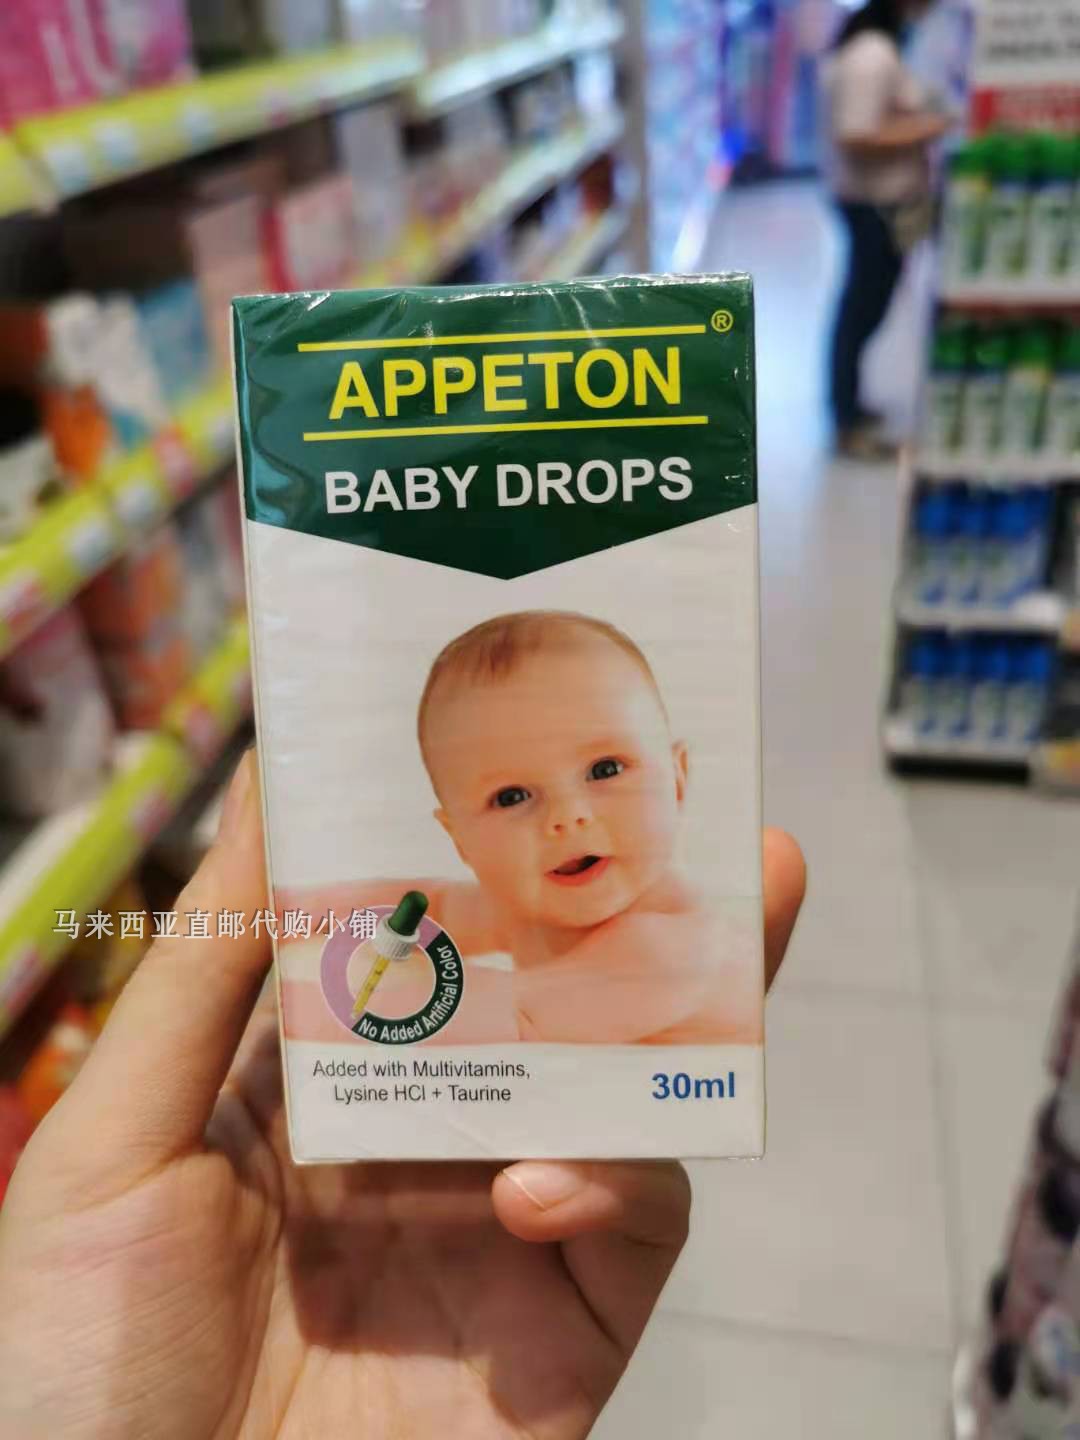 APPETON
®
BABY DROPS
马来西亚直邮代购小铺
No Added Artificial Color
Added with Multivitamins,
Lysine HCl + Taurine
30ml